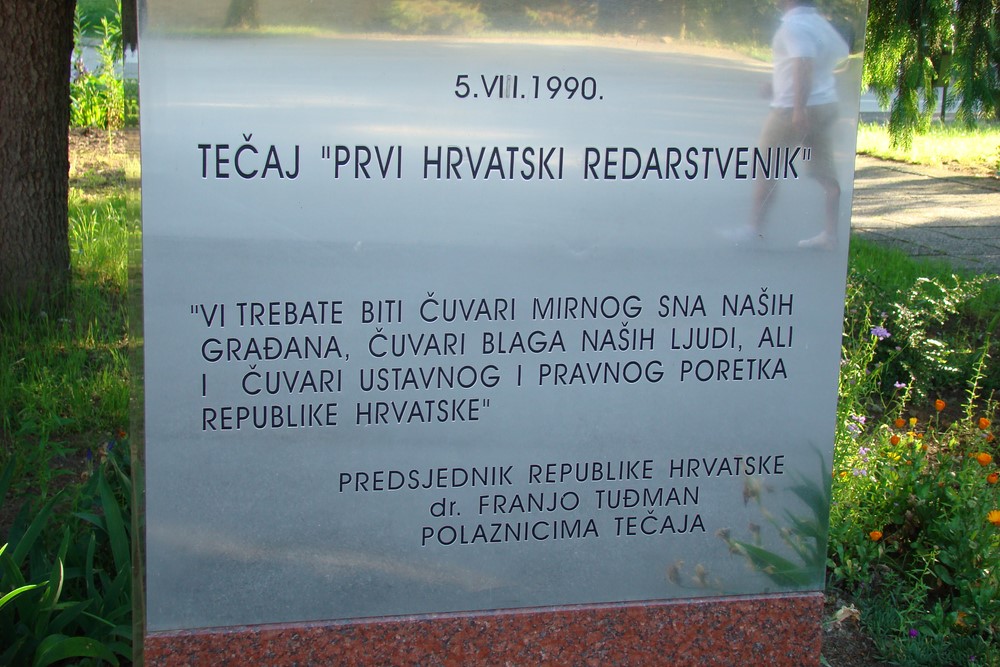 5.VIII.1990.
TEČAJ "PRVI HRVATSKI REDARSTVENIK"
"VI TREBATE BITI ČUVARI MIRNOG SNA NAŠIH
GRAĐANA, ČUVARI BLAGA NAŠIH LJUDI, ALI
I ČUVARI USTAVNOG I PRAVNOG PORETKA
REPUBLIKE HRVATSKE"
PREDSJEDNIK REPUBLIKE HRVATSKE
dr. FRANJO TUĐMAN
POLAZNICIMA TEČAJA